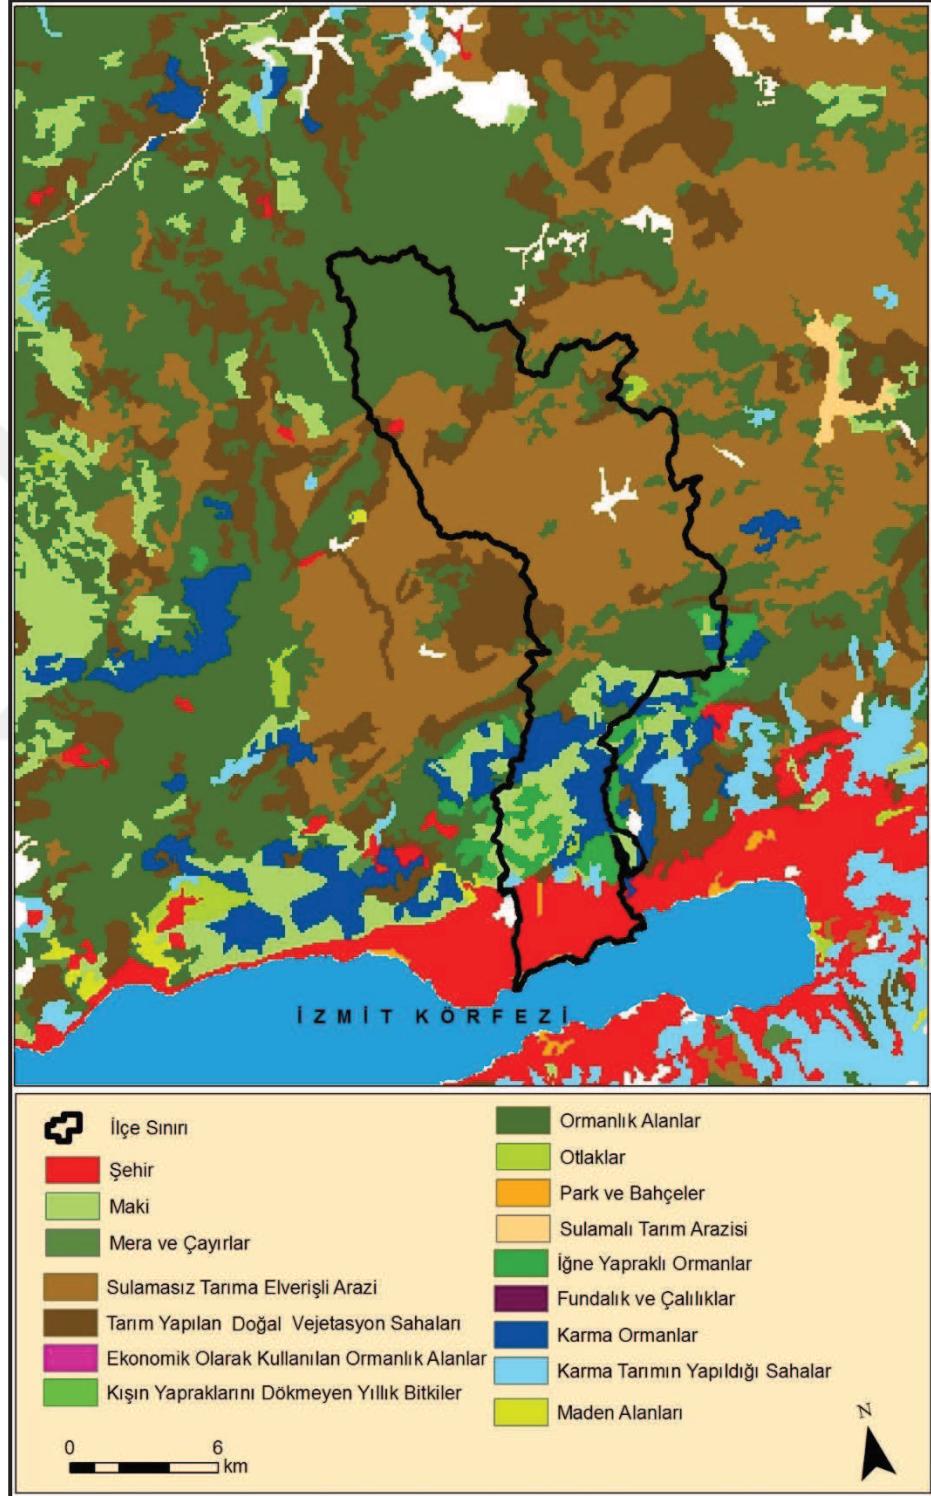 İZMİT KÖRFEZİ
İlçe Sınırı
Şehir
Maki
Mera ve Çayırlar
Sulamasız Tarıma Elverişli Arazi
Tarım Yapılan Doğal Vejetasyon Sahaları
Ekonomik Olarak Kullanılan Ormanlık Alanlar
Kışın Yapraklarını Dökmeyen Yıllık Bitkiler
0 6
km
Ormanlık Alanlar
Otlaklar
Park ve Bahçeler
Sulamalı Tarım Arazisi
İğne Yapraklı Ormanlar
Fundalık ve Çalılıklar
Karma Ormanlar
Karma Tarımın Yapıldığı Sahalar
Maden Alanları
N